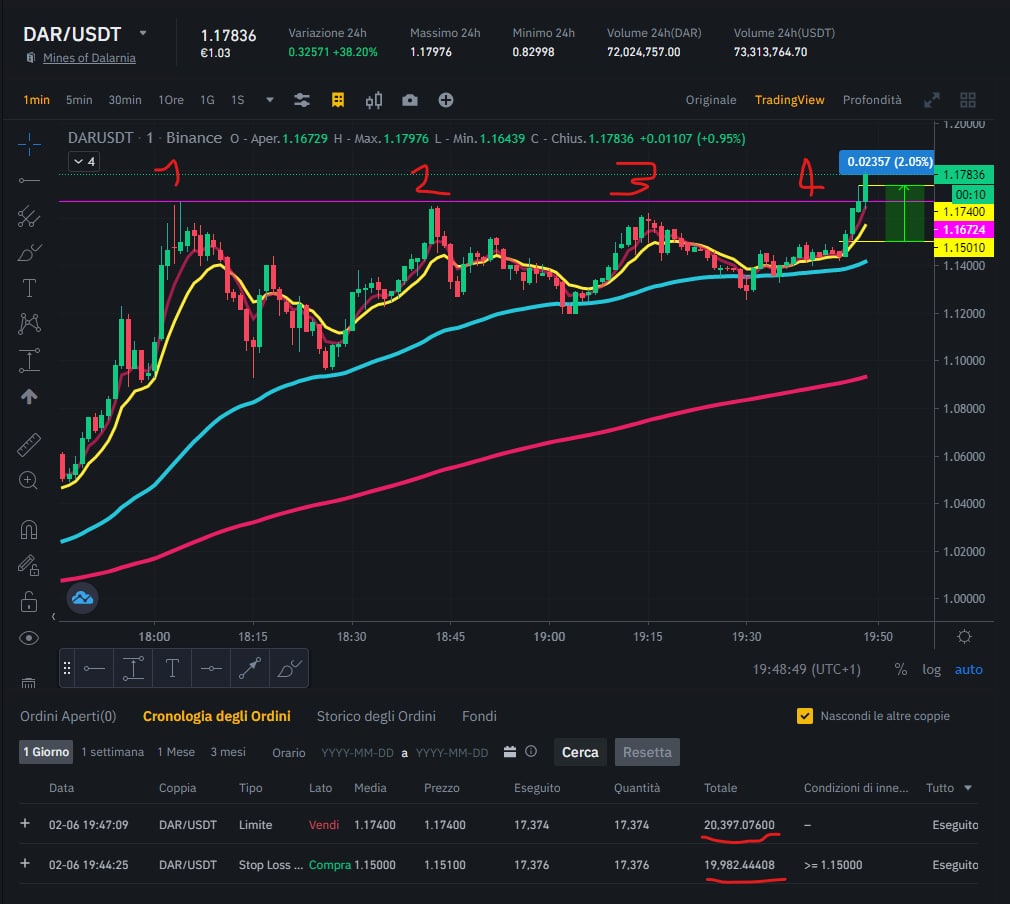 DAR/USDT
Mines of Dalarnia
1.17836
€1.03
Variazione 24h
0.32571 +38.20%
Massimo 24h
1.17976
Minimo 24h
0.82998
Volume 24h(DAR)
72,024,757.00
Volume 24h(USDT)
73,313,764.70
1min 5min 30min 1Ore 1G 1S
Originale TradingView Profondità
DARUSDT · 1 · Binance O - Aper.1.16729 H - Max.1.17976 L - Min.1.16439 C - Chius.1.17836 +0.01107 (+0.95%)
4
1 2 3 4
0.02357 (2.05%)
1.20000
1.17836
00:10
1.17400
1.16724
1.15010
1.14000
1.12000
1.10000
1.08000
1.06000
1.04000
1.02000
1.00000
18:00 18:15 18:30 18:45 19:00 19:15 19:30 19:50
19:48:49 (UTC+1) % log auto
Ordini Aperti(0) Cronologia degli Ordini Storico degli Ordini Fondi Nascondi le altre coppie
1 Giorno 1 settimana 1 Mese 3 mesi Orario YYYY-MM-DD a YYYY-MM-DD Cerca Resetta
Data Coppia Tipo Lato Media Prezzo Eseguito Quantità Totale Condizioni di inne... Tutto
+ 02-06 19:47:09 DAR/USDT Limite Vendi 1.17400 1.17400 17,374 17,374 20,397.07600 – Eseguito
+ 02-06 19:44:25 DAR/USDT Stop Loss ... Compra 1.15000 1.15100 17,376 17,376 19,982.44408 >= 1.15000 Eseguito